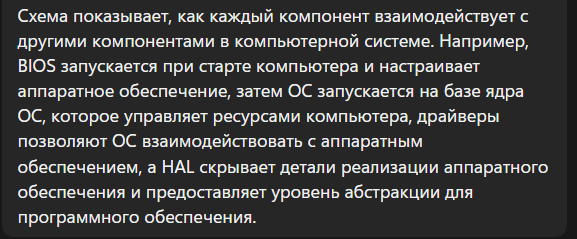 Схема показывает, как каждый компонент взаимодействует с
другими компонентами в компьютерной системе. Например,
BIOS запускается при старте компьютера и настраивает
аппаратное обеспечение, затем ОС запускается на базе ядра
ОС, которое управляет ресурсами компьютера, драйверы
позволяют ОС взаимодействовать с аппаратным
обеспечением, а HAL скрывает детали реализации аппаратного
обеспечения и предоставляет уровень абстракции для
программного обеспечения.